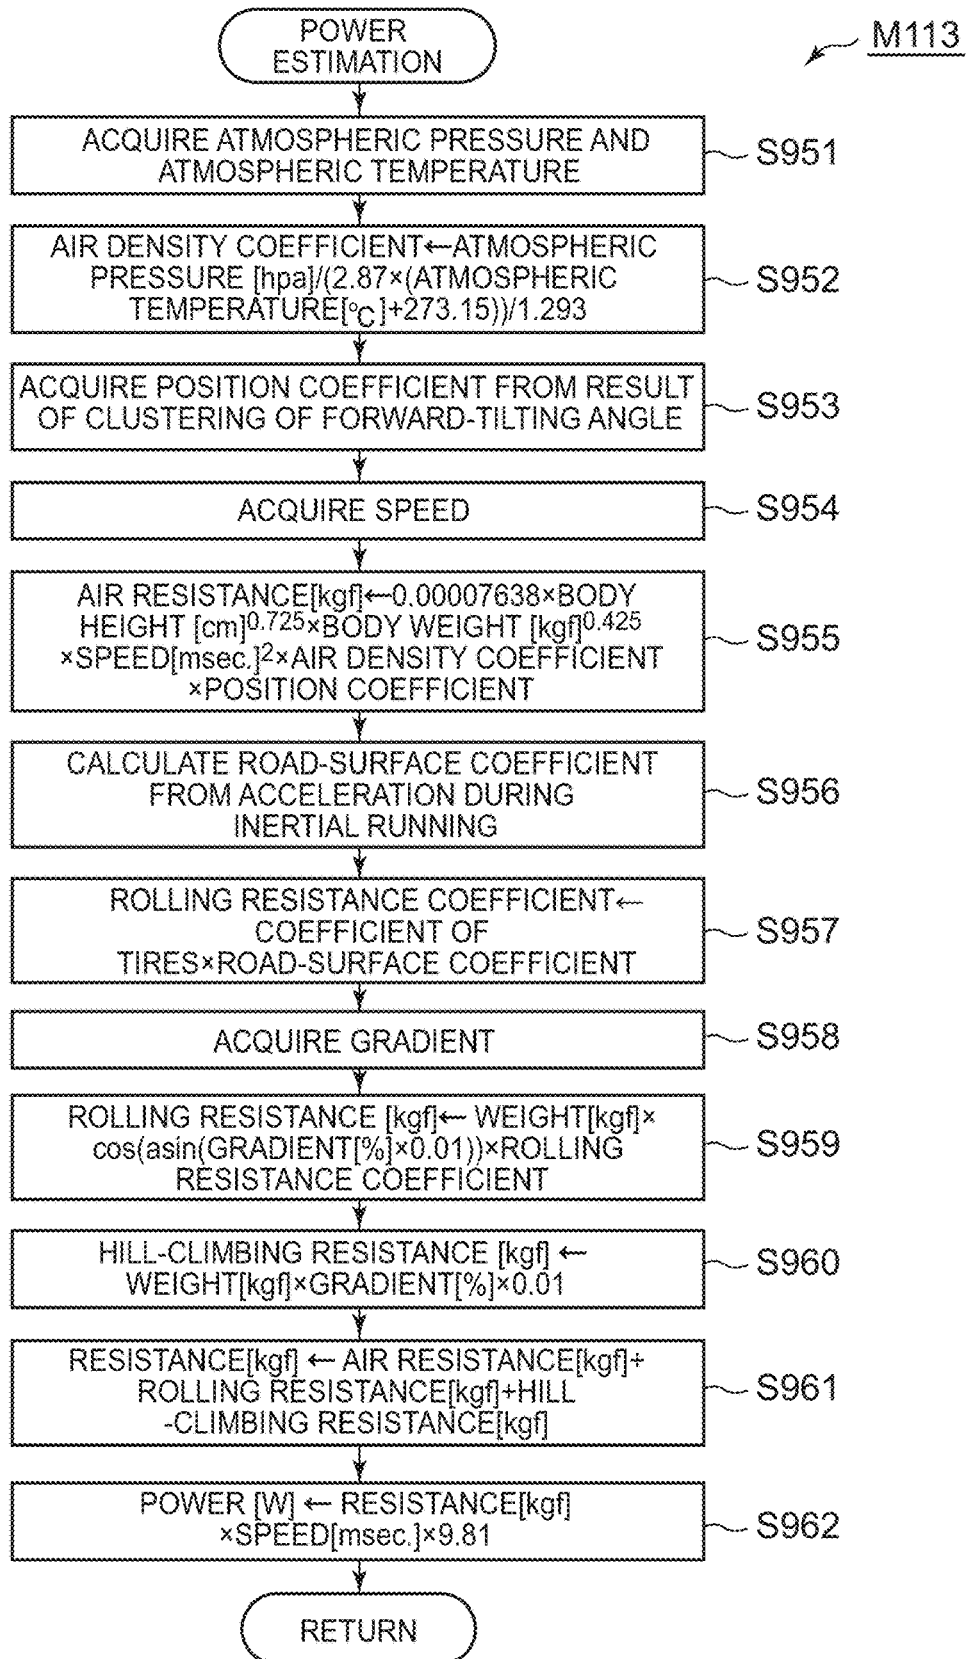 POWER
ESTIMATION
M113
ACQUIRE ATMOSPHERIC PRESSURE AND
ATMOSPHERIC TEMPERATURE
S951
AIR DENSITY COEFFICIENT←ATMOSPHERIC
PRESSURE [hpa]/(2.87×(ATMOSPHERIC
TEMPERATURE[℃]+273.15))/1.293
S952
ACQUIRE POSITION COEFFICIENT FROM RESULT
OF CLUSTERING OF FORWARD-TILTING ANGLE
S953
ACQUIRE SPEED
S954
AIR RESISTANCE[kgf]←0.00007638×BODY
HEIGHT [cm]^0.725×BODY WEIGHT [kgf]^0.425
×SPEED[msec.]^2×AIR DENSITY COEFFICIENT
×POSITION COEFFICIENT
S955
CALCULATE ROAD-SURFACE COEFFICIENT
FROM ACCELERATION DURING
INERTIAL RUNNING
S956
ROLLING RESISTANCE COEFFICIENT←
COEFFICIENT OF
TIRES×ROAD-SURFACE COEFFICIENT
S957
ACQUIRE GRADIENT
S958
ROLLING RESISTANCE [kgf]← WEIGHT[kgf]×
cos(asin(GRADIENT[%]×0.01))×ROLLING
RESISTANCE COEFFICIENT
S959
HILL-CLIMBING RESISTANCE [kgf] ←
WEIGHT[kgf]×GRADIENT[%]×0.01
S960
RESISTANCE[kgf] ← AIR RESISTANCE[kgf]+
ROLLING RESISTANCE[kgf]+HILL
-CLIMBING RESISTANCE[kgf]
S961
POWER [W] ← RESISTANCE[kgf]
×SPEED[msec.]×9.81
S962
RETURN